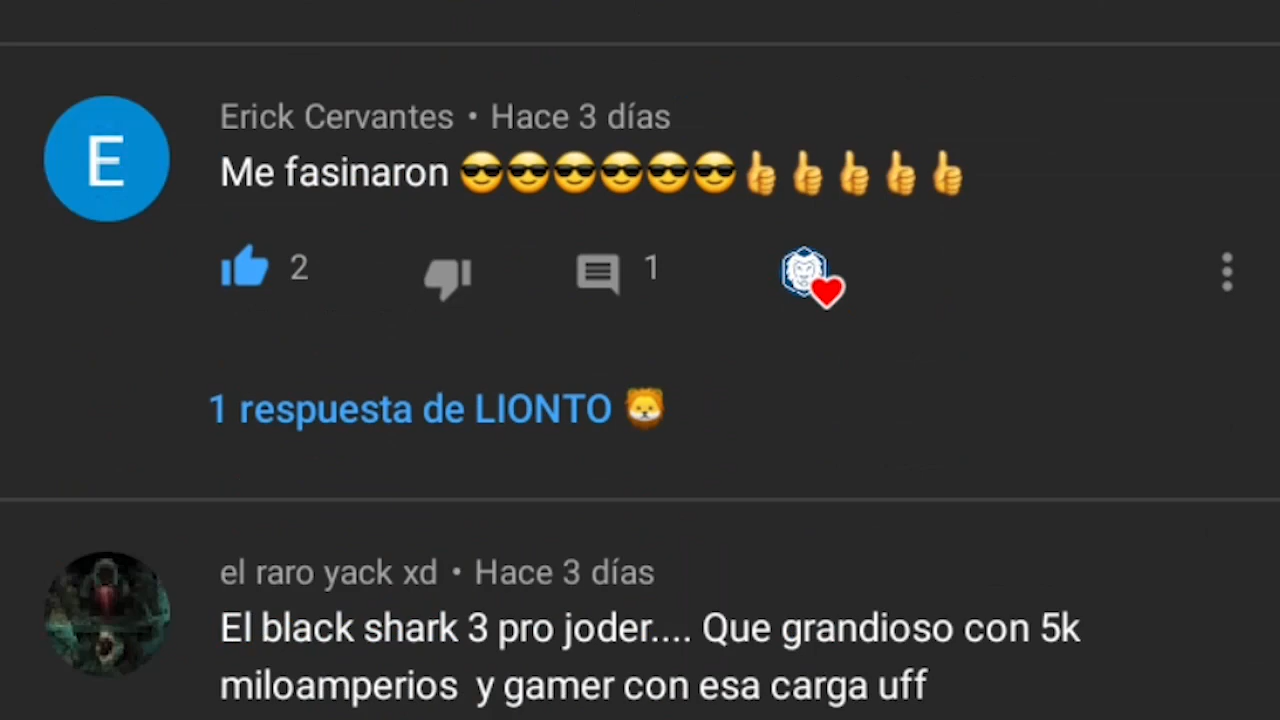 E
Erick Cervantes • Hace 3 días
Me fasinaron 😎😎😎😎😎😎👍👍👍👍👍
2 1
1 respuesta de LIONTO 🦁
el raro yack xd • Hace 3 días
El black shark 3 pro joder.... Que grandioso con 5k
miloamperios y gamer con esa carga uff